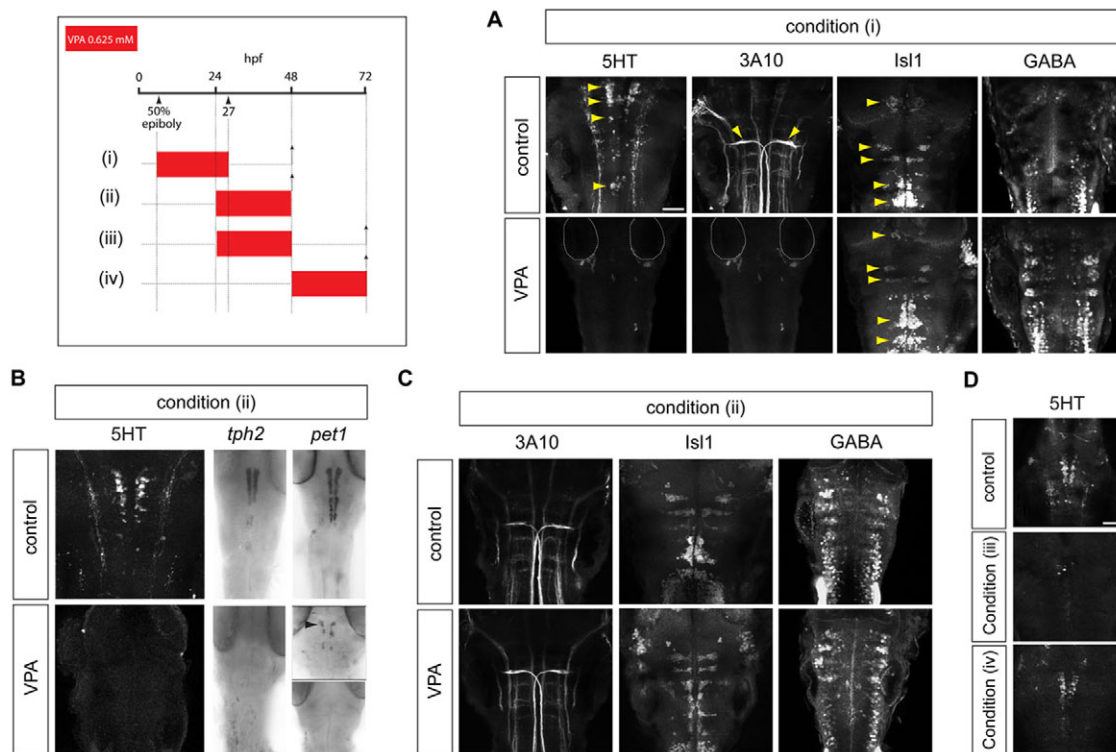 VPA 0.625 mM
hpf
0 24 48 72
50% epiboly
27
(i)
(ii)
(iii)
(iv)
A
condition (i)
5HT 3A10 Isl1 GABA
control
VPA
B
condition (ii)
5HT tph2 pet1
control
VPA
C
condition (ii)
3A10 Isl1 GABA
control
VPA
D
5HT
control
Condition (iii)
Condition (iv)